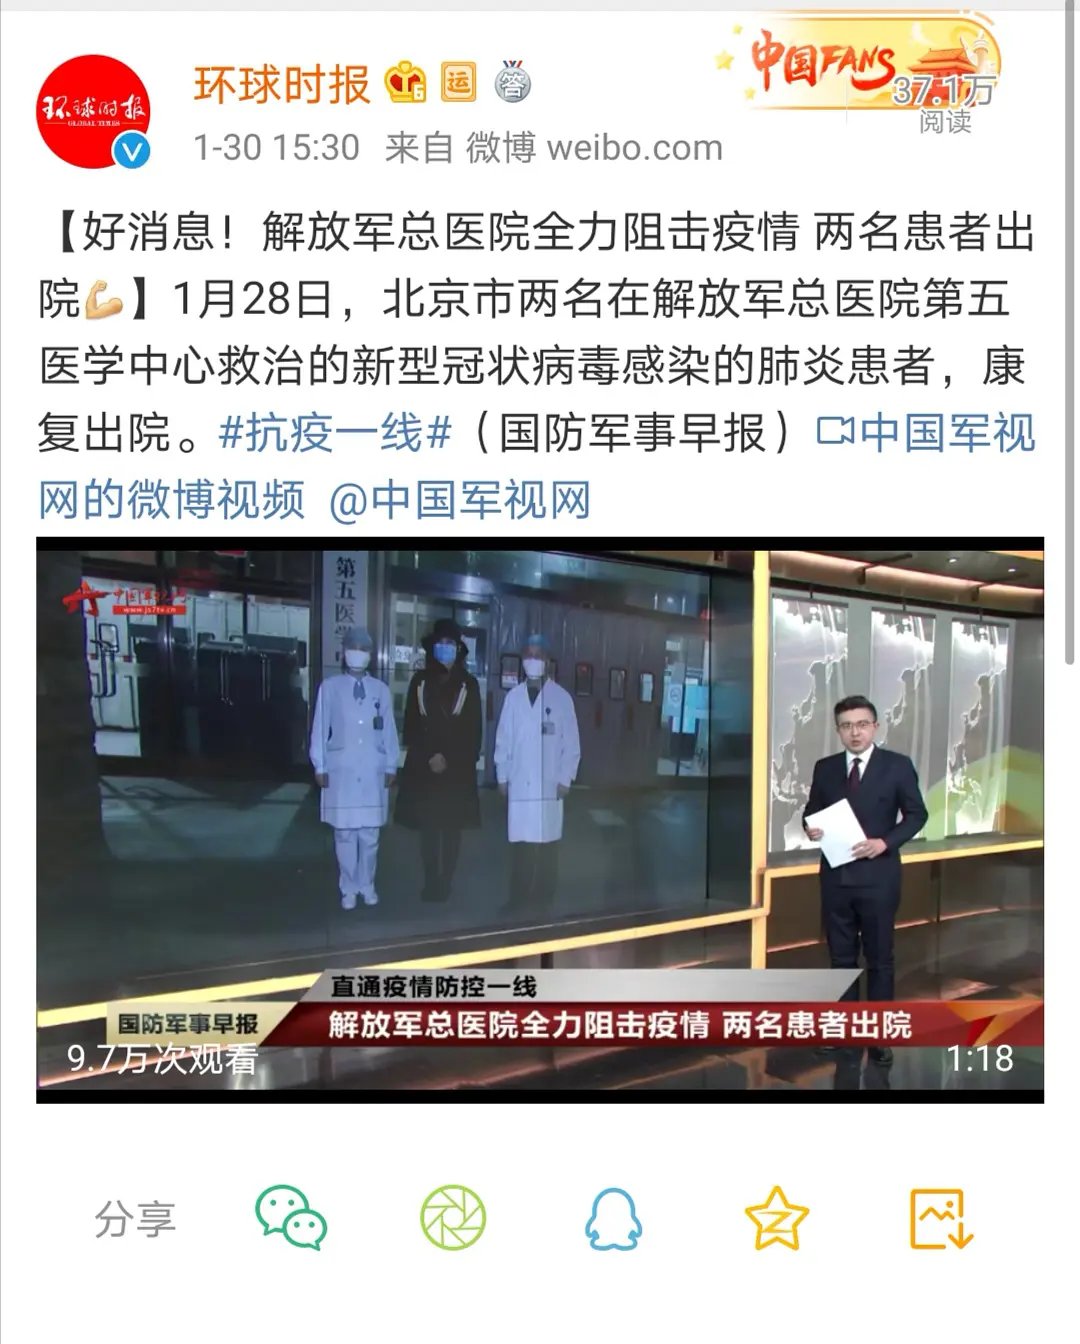 中国FANS
环球时报
GLOBAL TIMES
环球时报
运
答
37.1万
阅读
1-30 15:30 来自 微博 weibo.com
【好消息！解放军总医院全力阻击疫情 两名患者出
院💪】1月28日，北京市两名在解放军总医院第五
医学中心救治的新型冠状病毒感染的肺炎患者，康
复出院。#抗疫一线#（国防军事早报）中国军视
网的微博视频 @中国军视网
第五医学
中国军视网
www.js7tv.cn
直通疫情防控一线
国防军事早报
解放军总医院全力阻击疫情 两名患者出院
9.7万次观看
1:18
分享